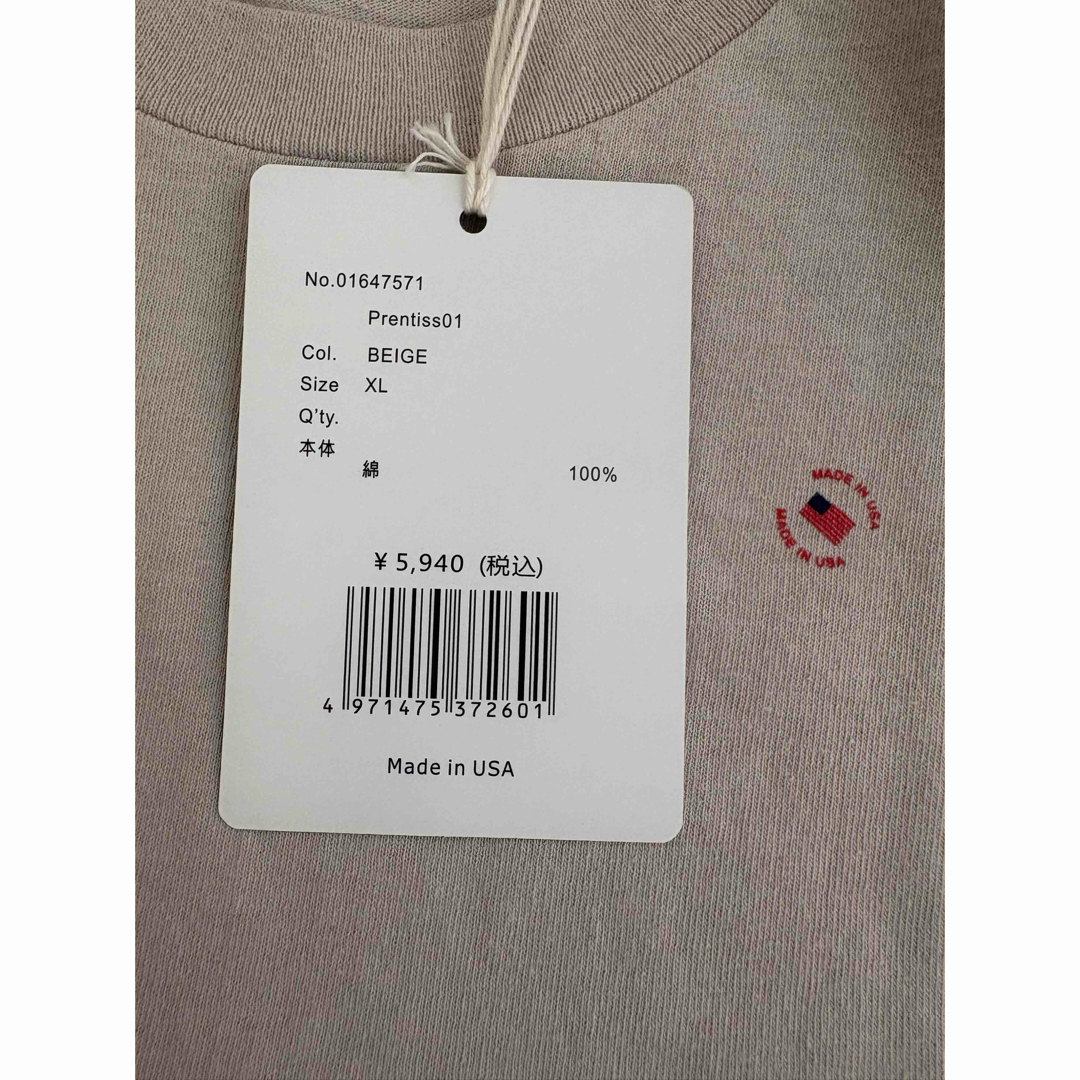 No.01647571
Prentiss01
Col. BEIGE
Size XL
Q'ty.
本体
綿 100%
¥ 5,940 (税込)
4 971475 372601
Made in USA
MADE IN USA
MADE IN USA